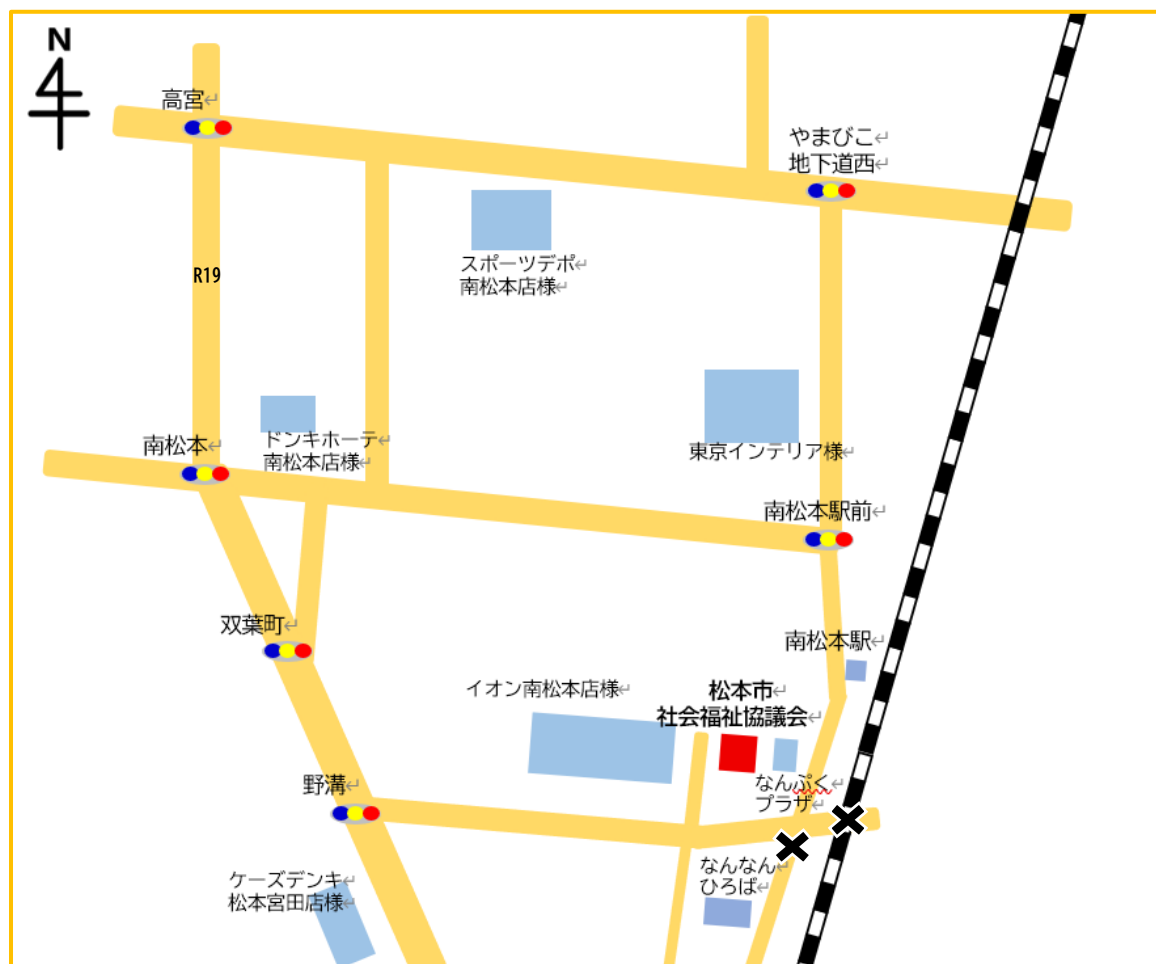 N
高宮↵
やまびこ↵
地下道西↵
スポーツデポ↵
南松本店様↵
R19
ドンキホーテ↵
南松本店様↵
南松本↵
東京インテリア様↵
南松本駅前↵
双葉町↵
南松本駅↵
イオン南松本店様↵
松本市↵
社会福祉協議会↵
なんぷく↵
プラザ↵
野溝↵
なんなん↵
ひろば↵
ケーズデンキ↵
松本宮田店様↵